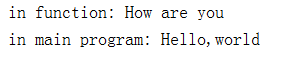 in function: How are you
in main program: Hello,world